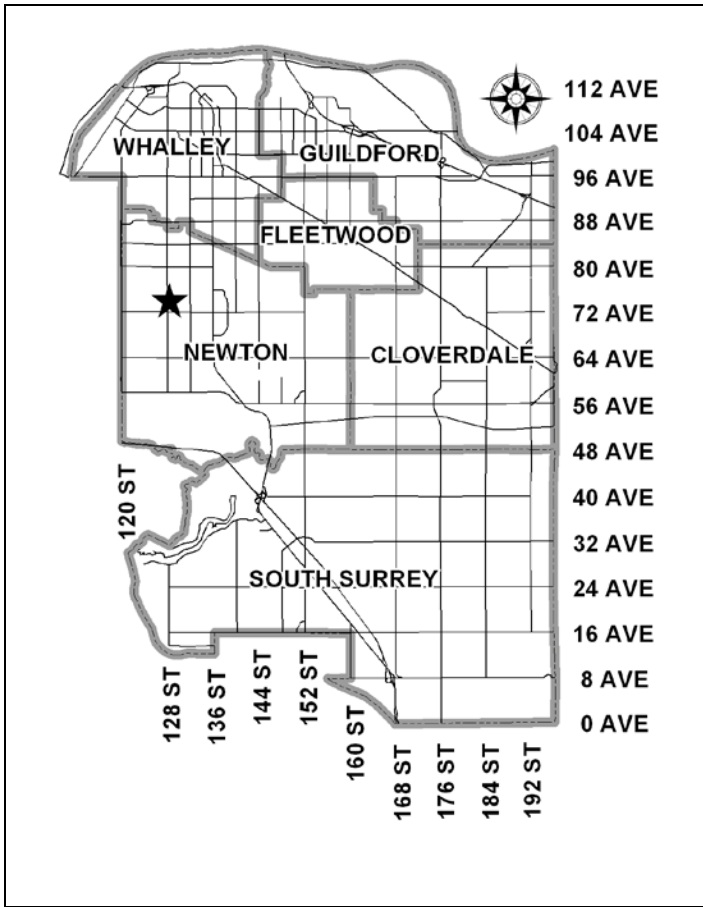 112 AVE
104 AVE
WHALLEY
GUILDFORD
96 AVE
88 AVE
FLEETWOOD
80 AVE
72 AVE
NEWTON
CLOVERDALE
64 AVE
56 AVE
48 AVE
120 ST
40 AVE
32 AVE
SOUTH SURREY
24 AVE
16 AVE
8 AVE
0 AVE
128 ST
136 ST
144 ST
152 ST
160 ST
168 ST
176 ST
184 ST
192 ST